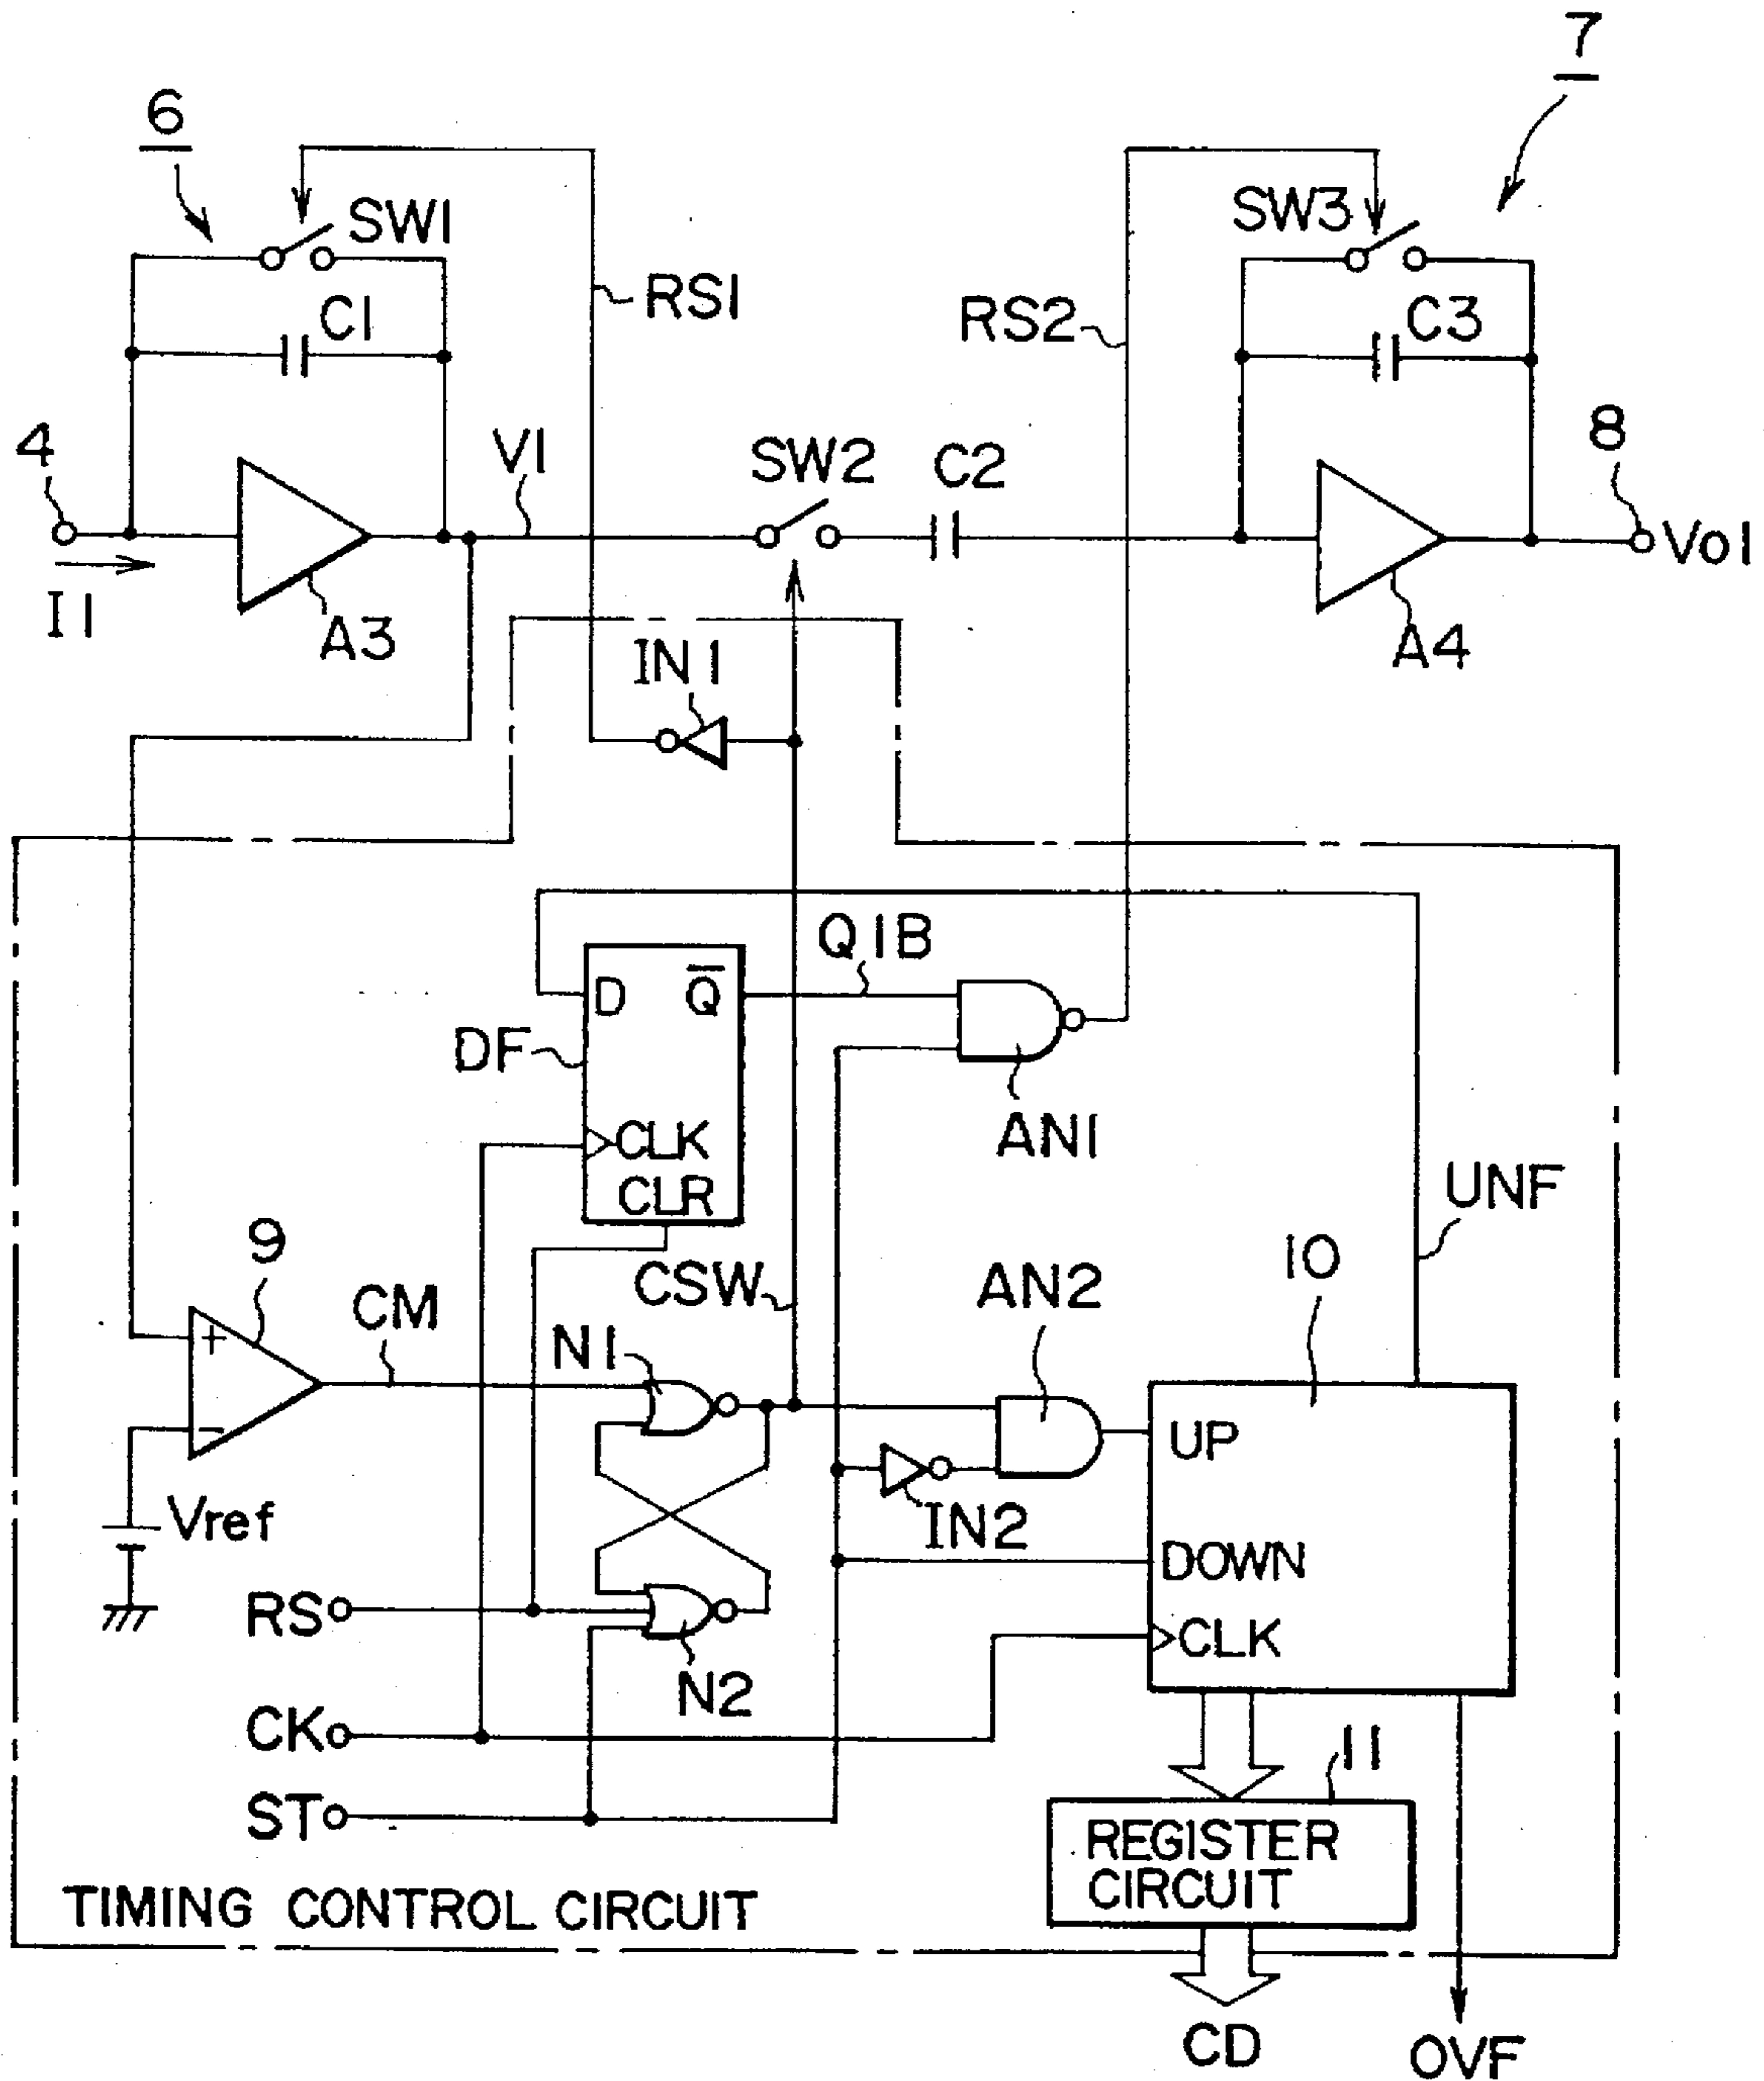 7
6
SW1
SW3
RS1
RS2
C1
C3
4
V1
SW2
C2
8
Vo1
I1
A3
IN1
A4
Q1B
D
Q̅
DF
CLK
CLR
AN1
UNF
9
CM
CSW
AN2
10
N1
+
−
UP
Vref
IN2
DOWN
RS
CLK
N2
CK
11
ST
REGISTER
CIRCUIT
TIMING CONTROL CIRCUIT
CD
OVF